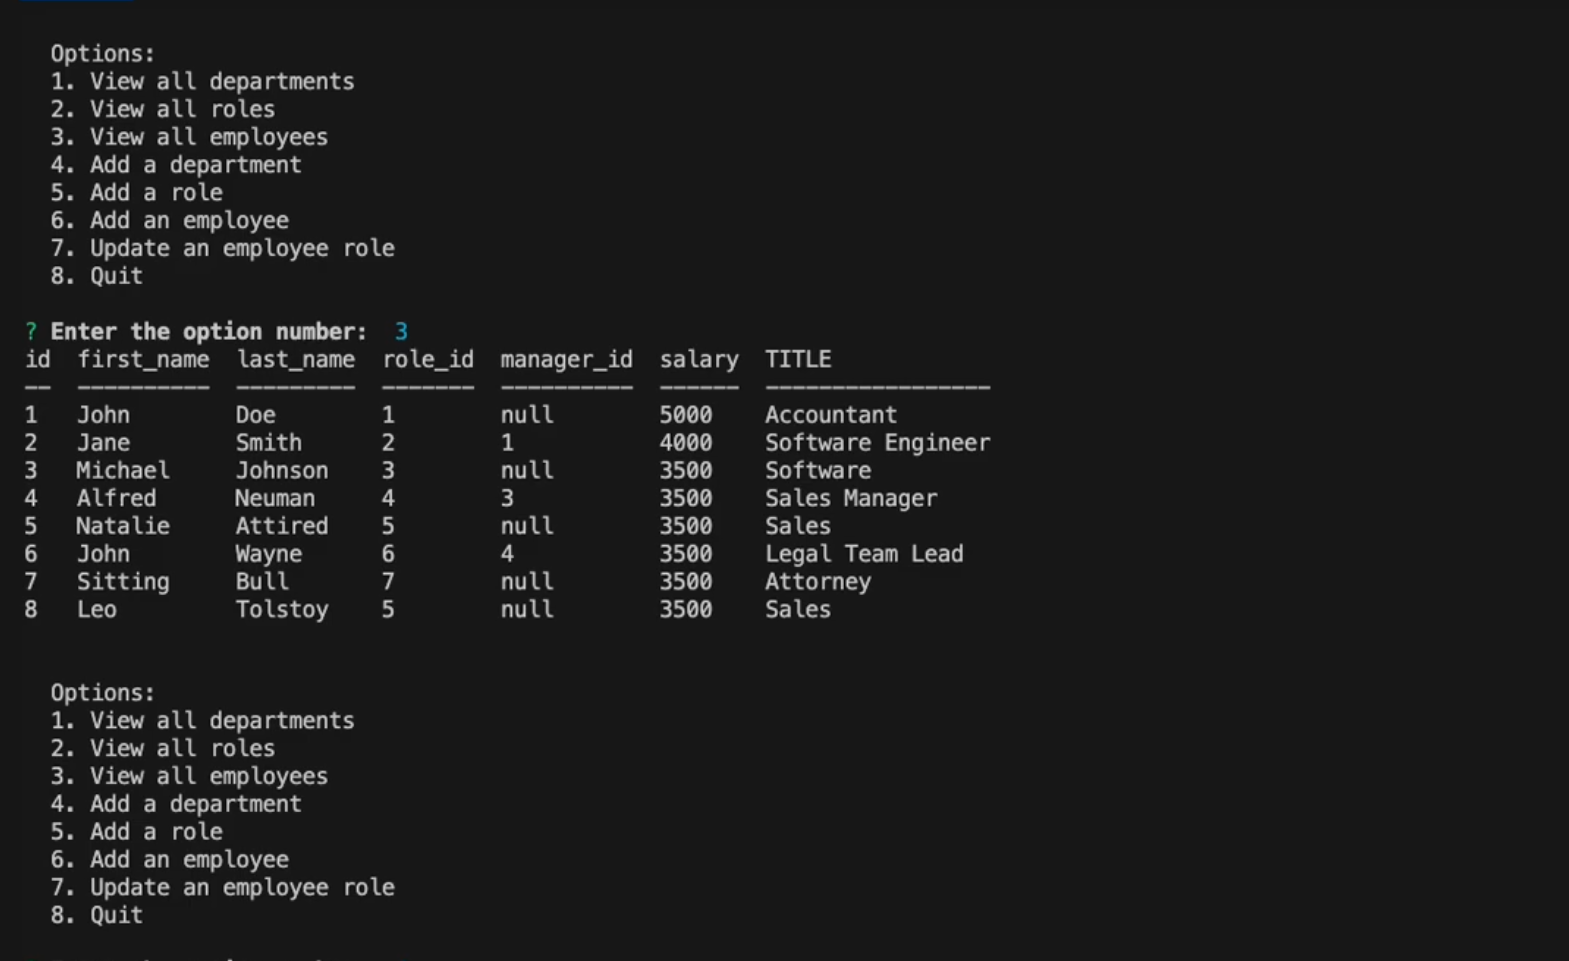 Options:
1. View all departments
2. View all roles
3. View all employees
4. Add a department
5. Add a role
6. Add an employee
7. Update an employee role
8. Quit
? Enter the option number: 3
id first_name last_name role_id manager_id salary TITLE
-- ---------- --------- ------- ---------- ------ -----------------
1 John Doe 1 null 5000 Accountant
2 Jane Smith 2 1 4000 Software Engineer
3 Michael Johnson 3 null 3500 Software
4 Alfred Neuman 4 3 3500 Sales Manager
5 Natalie Attired 5 null 3500 Sales
6 John Wayne 6 4 3500 Legal Team Lead
7 Sitting Bull 7 null 3500 Attorney
8 Leo Tolstoy 5 null 3500 Sales
Options:
1. View all departments
2. View all roles
3. View all employees
4. Add a department
5. Add a role
6. Add an employee
7. Update an employee role
8. Quit